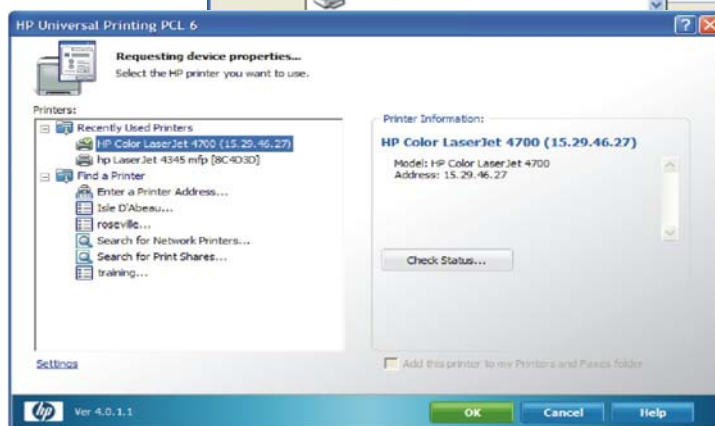 HP Universal Printing PCL 6
Requesting device properties...
Select the HP printer you want to use.
Printers:
Recently Used Printers
HP Color LaserJet 4700 (15.29.46.27)
hp LaserJet 4345 mfp [8C4D3D]
Find a Printer
Enter a Printer Address...
Isle D'Abeau...
roseville...
Search for Network Printers...
Search for Print Shares...
training...
Settings
Printer Information:
HP Color LaserJet 4700 (15.29.46.27)
Model: HP Color LaserJet 4700
Address: 15.29.46.27
Check Status...
Add this printer to my Printers and Faxes folder
hp Ver 4.0.1.1
OK Cancel Help